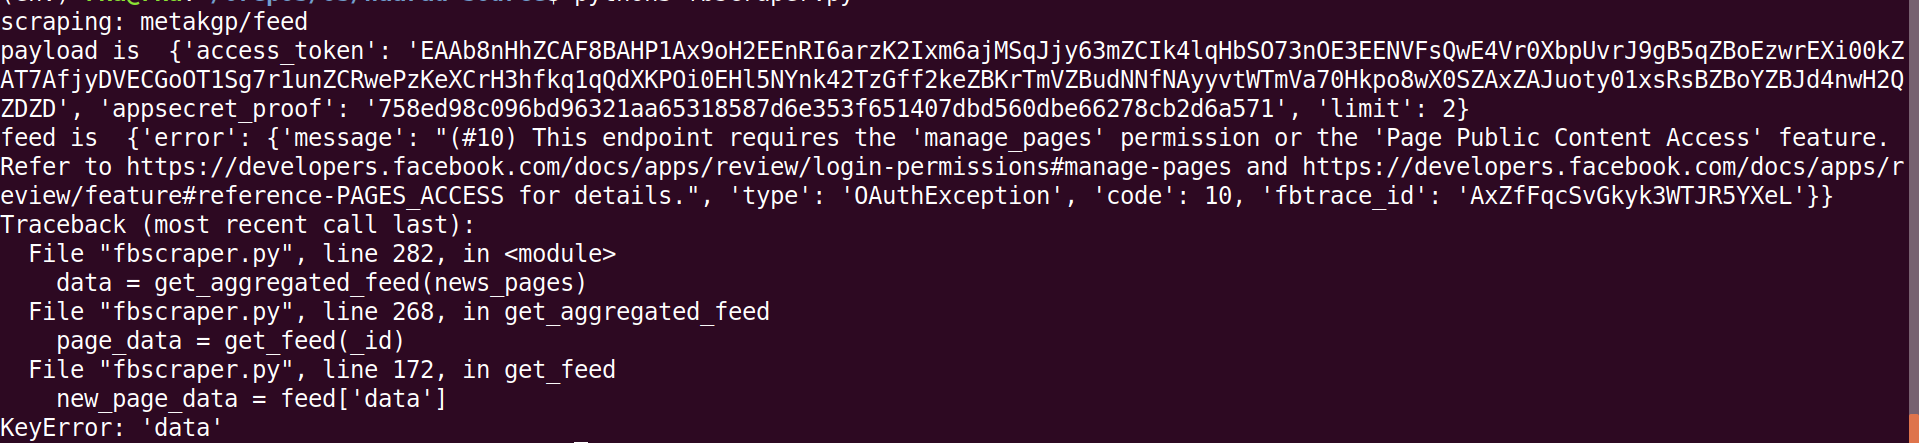 scraping: metakgp/feed
payload is  {'access_token': 'EAAb8nHhZCAF8BAHP1Ax9oH2EEnRI6arzK2Ixm6ajMSqJjy63mZCIk4lqHbSO73nOE3EENVFsQwE4Vr0XbpUvrJ9gB5qZBoEzwrEXi00kZ
AT7AfjyDVECGoOT1Sg7r1unZCRwePzKeXCrH3hfkq1qQdXKPOi0EHl5NYnk42TzGff2keZBKrTmVZBudNNfNAyyvtWTmVa70Hkpo8wX0SZAxZAJuoty01xsRsBZBoYZBJd4nwH2Q
ZDZD', 'appsecret_proof': '758ed98c096bd96321aa65318587d6e353f651407dbd560dbe66278cb2d6a571', 'limit': 2}
feed is  {'error': {'message': "(#10) This endpoint requires the 'manage_pages' permission or the 'Page Public Content Access' feature.
Refer to https://developers.facebook.com/docs/apps/review/login-permissions#manage-pages and https://developers.facebook.com/docs/apps/r
eview/feature#reference-PAGES_ACCESS for details.", 'type': 'OAuthException', 'code': 10, 'fbtrace_id': 'AxZfFqcSvGkyk3WTJR5YXeL'}}
Traceback (most recent call last):
  File "fbscraper.py", line 282, in <module>
    data = get_aggregated_feed(news_pages)
  File "fbscraper.py", line 268, in get_aggregated_feed
    page_data = get_feed(_id)
  File "fbscraper.py", line 172, in get_feed
    new_page_data = feed['data']
KeyError: 'data'